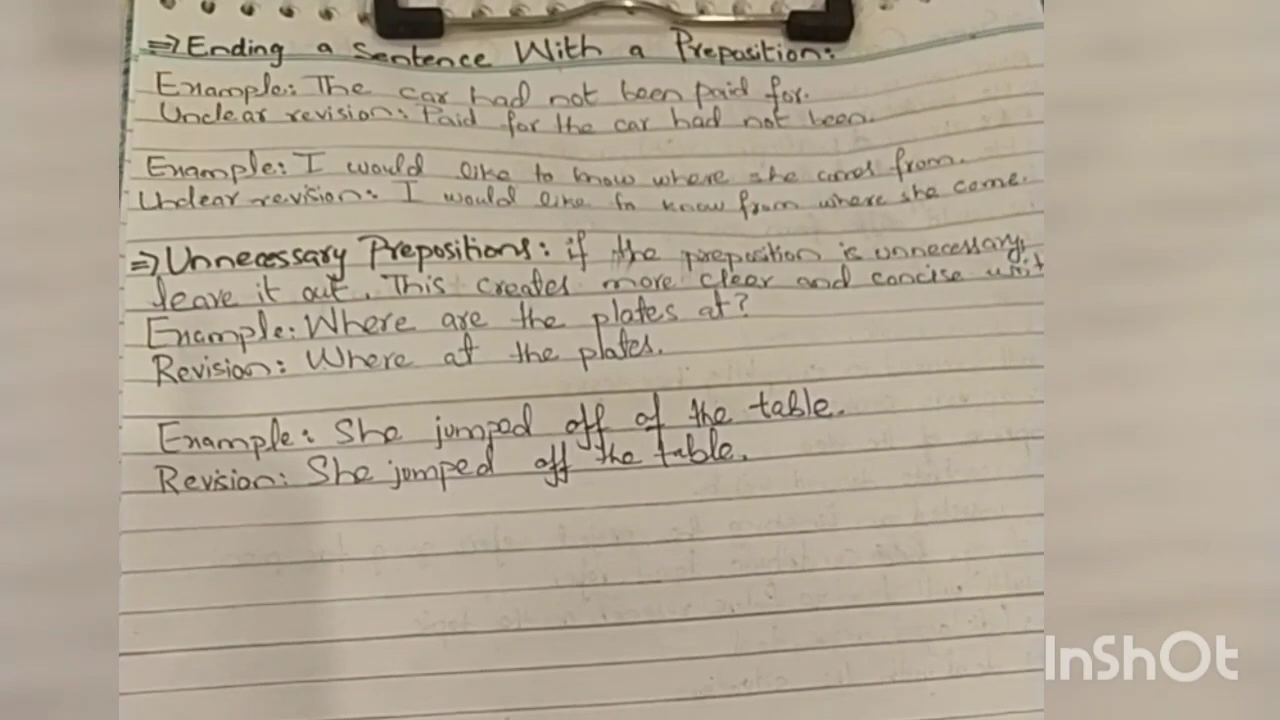 ⇒ Ending a Sentence With a Preposition:
Example: The car had not been paid for.
Unclear revision: Paid for the car had not been.
Example: I would like to know where she comes from.
Unclear revision: I would like to know from where she came.
⇒ Unnecessary Prepositions: if the preposition is unnecessary,
leave it out. This creates more clear and concise
Example: Where are the plates at?
Revision: Where at the plates.
Example: She jumped off of the table.
Revision: She jumped off the table.
InShOt